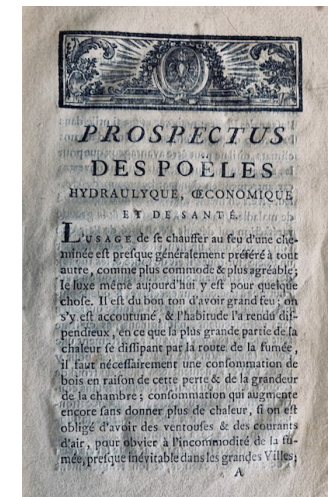 PROSPECTUS
DES POËLES
HYDRAULYQUE, ŒCONOMIQUE
ET DE SANTÉ.
L'USAGE de ſe chauffer au feu d'une che-
minée eſt preſque généralement préféré à tout
autre, comme plus commode & plus agréable;
le luxe même aujourd'hui y eſt pour quelque
choſe. Il eſt du bon ton d'avoir grand feu: on
s'y eſt accoutumé, & l'habitude l'a rendu diſ-
pendieux, en ce que la plus grande partie de ſa
chaleur ſe diſſipant par la route de la fumée,
il faut néceſſairement une conſommation de
bois en raiſon de cette perte & de la grandeur
de la chambre; conſommation qui augmente
encore ſans donner plus de chaleur, ſi on eſt
obligé d'avoir des ventouſes & des courants
d'air, pour obvier à l'incommodité de la fu-
mée, preſque inévitable dans les grandes Villes;
A